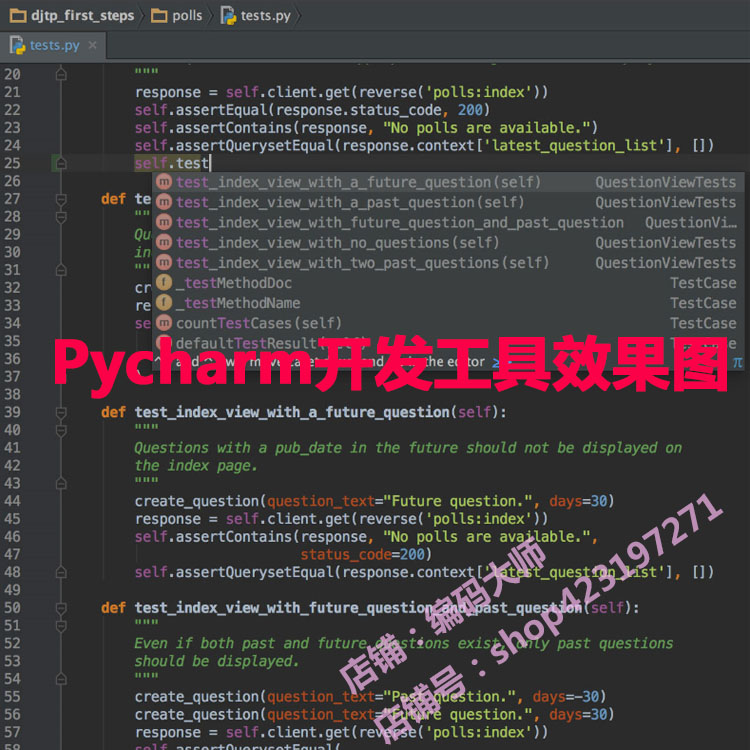 djtp_first_steps polls tests.py
tests.py
20 """
21 response = self.client.get(reverse('polls:index'))
22 self.assertEqual(response.status_code, 200)
23 self.assertContains(response, "No polls are available.")
24 self.assertQuerysetEqual(response.context['latest_question_list'], [])
25 self.test
26 m test_index_view_with_a_future_question(self) QuestionViewTests
27 def te m test_index_view_with_a_past_question(self) QuestionViewTests
28 """ m test_index_view_with_future_question_and_past_question QuestionVi…
29 Qu m test_index_view_with_no_questions(self) QuestionViewTests
30 in m test_index_view_with_two_past_questions(self) QuestionViewTests
31 """ f _testMethodDoc TestCase
32 cr f _testMethodName TestCase
33 re
34 se m countTestCases(self) TestCase
35 m defaultTestResult(self) TestCase
36 in the editor π
Pycharm开发工具效果图
37
38
39 def test_index_view_with_a_future_question(self):
40 """
41 Questions with a pub_date in the future should not be displayed on
42 the index page.
43 """
44 create_question(question_text="Future question.", days=30)
45 response = self.client.get(reverse('polls:index'))
46 self.assertContains(response, "No polls are available.",
47 status_code=200)
48 self.assertQuerysetEqual(response.context['latest_question_list'], [])
49
50 def test_index_view_with_future_question_and_past_question(self):
51 """
52 Even if both past and future questions exist, only past questions
53 should be displayed.
54 """
55 create_question(question_text="Past question.", days=-30)
56 create_question(question_text="Future question.", days=30)
57 response = self.client.get(reverse('polls:index'))
58 self.assertQuerysetEqual(
店铺：编码大师
店铺号：shop423197271